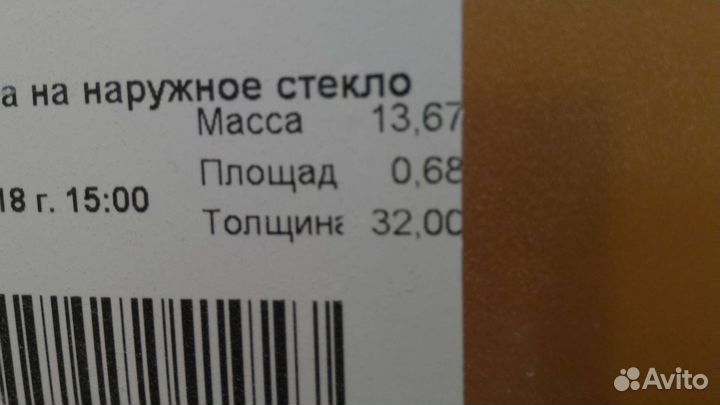 а на наружное стекло
Масса 13,67
Площад 0,68
18 г. 15:00
Толщина 32,00
Avito